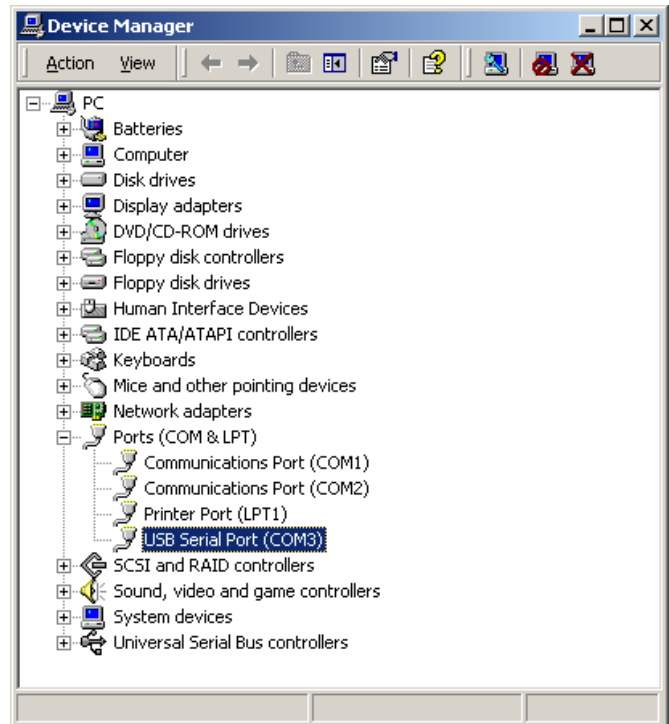 Device Manager
Action View
PC
Batteries
Computer
Disk drives
Display adapters
DVD/CD-ROM drives
Floppy disk controllers
Floppy disk drives
Human Interface Devices
IDE ATA/ATAPI controllers
Keyboards
Mice and other pointing devices
Network adapters
Ports (COM & LPT)
Communications Port (COM1)
Communications Port (COM2)
Printer Port (LPT1)
USB Serial Port (COM3)
SCSI and RAID controllers
Sound, video and game controllers
System devices
Universal Serial Bus controllers